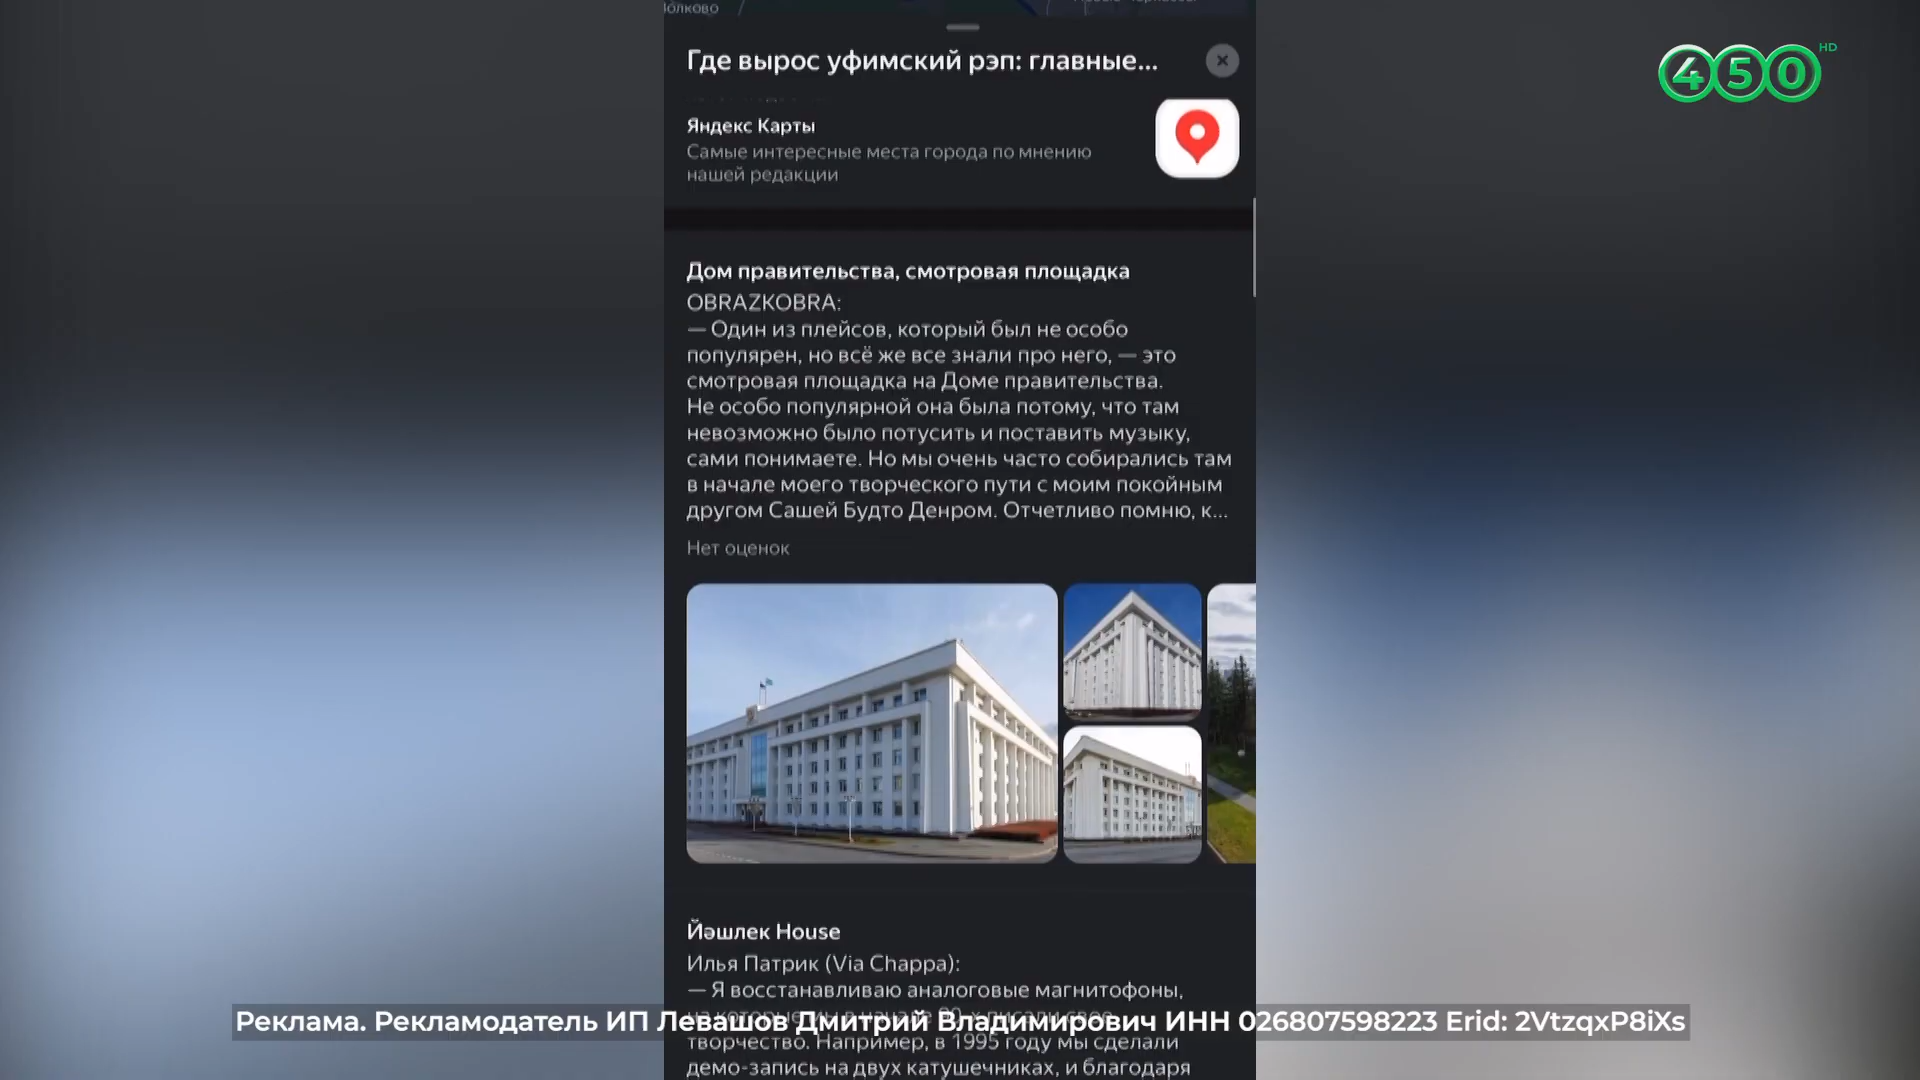 Волково
Где вырос уфимский рэп: главные...
450 HD
Яндекс Карты
Самые интересные места города по мнению
нашей редакции
Дом правительства, смотровая площадка
OBRAZKOBRA:
— Один из плейсов, который был не особо
популярен, но всё же все знали про него, — это
смотровая площадка на Доме правительства.
Не особо популярной она была потому, что там
невозможно было потусить и поставить музыку,
сами понимаете. Но мы очень часто собирались там
в начале моего творческого пути с моим покойным
другом Сашей Будто Денром. Отчетливо помню, к...
Нет оценок
Йәшлек House
Илья Патрик (Via Chappa):
— Я восстанавливаю аналоговые магнитофоны,
Реклама. Рекламодатель ИП Левашов Дмитрий Владимирович ИНН 026807598223 Erid: 2VtzqxP8iXs
творчество. Например, в 1995 году мы сделали
демо-запись на двух катушечниках, и благодаря